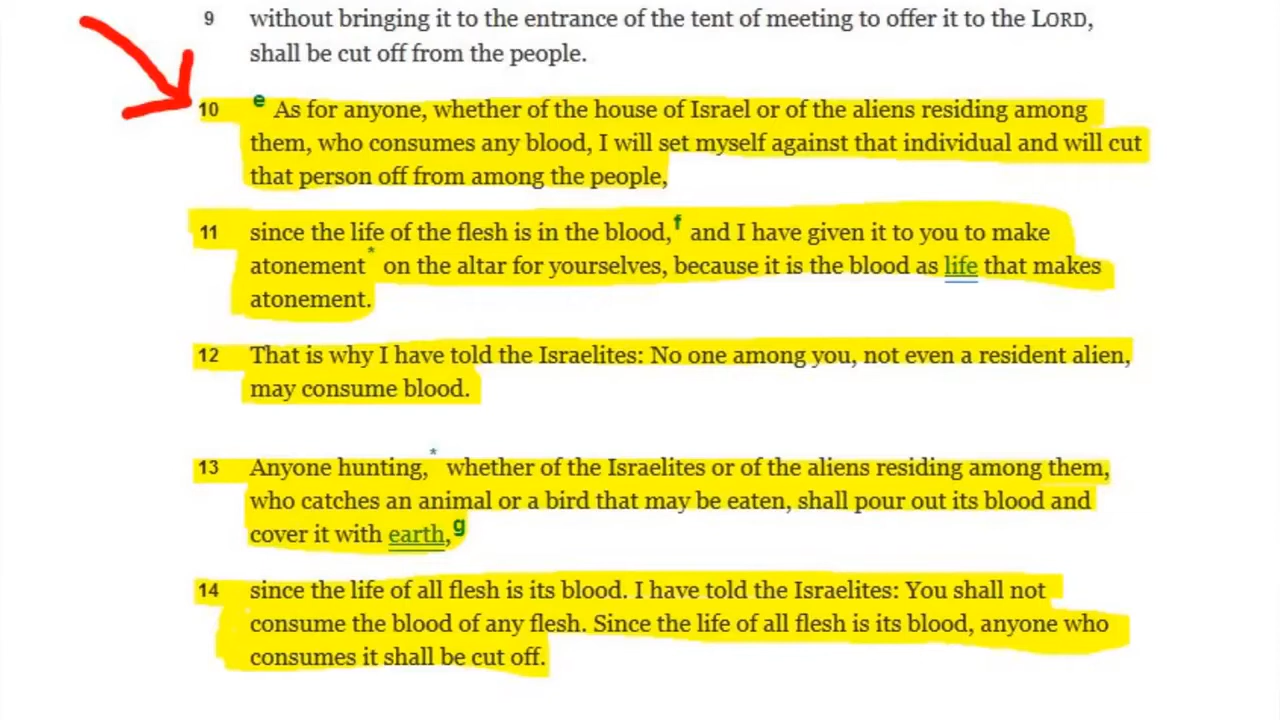 9 without bringing it to the entrance of the tent of meeting to offer it to the LORD,
shall be cut off from the people.
10 e As for anyone, whether of the house of Israel or of the aliens residing among
them, who consumes any blood, I will set myself against that individual and will cut
that person off from among the people,
11 since the life of the flesh is in the blood,f and I have given it to you to make
atonement* on the altar for yourselves, because it is the blood as life that makes
atonement.
12 That is why I have told the Israelites: No one among you, not even a resident alien,
may consume blood.
13 Anyone hunting,* whether of the Israelites or of the aliens residing among them,
who catches an animal or a bird that may be eaten, shall pour out its blood and
cover it with earth,g
14 since the life of all flesh is its blood. I have told the Israelites: You shall not
consume the blood of any flesh. Since the life of all flesh is its blood, anyone who
consumes it shall be cut off.